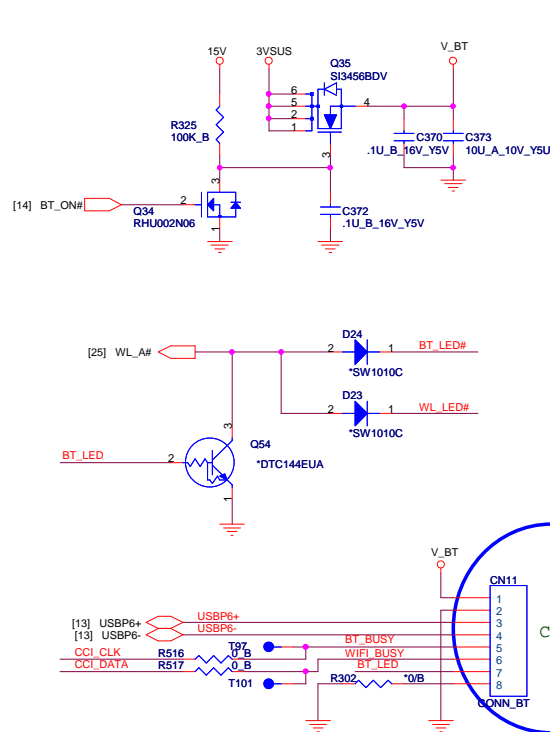 15V
3VSUS
V_BT
Q35
SI3456BDV
6
5
2
1
4
3
R325
100K_B
C370
C373
.1U_B_16V_Y5V
10U_A_10V_Y5U
3
[14] BT_ON#
2
Q34
RHU002N06
1
C372
.1U_B_16V_Y5V
D24
[25] WL_A#
2
1
BT_LED#
*SW1010C
D23
2
1
WL_LED#
*SW1010C
3
Q54
BT_LED
2
*DTC144EUA
1
V_BT
CN11
1
2
[13] USBP6+
USBP6+
3
[13] USBP6-
USBP6-
4
T97
BT_BUSY
5
CCI_CLK
R516
0_B
WIFI_BUSY
6
CCI_DATA
R517
0_B
BT_LED
7
T101
R302
*0/B
8
CONN_BT
C